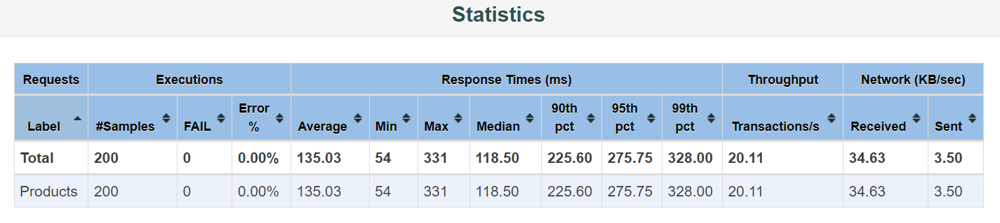 Statistics
Requests Executions Response Times (ms) Throughput Network (KB/sec)
Label #Samples FAIL Error % Average Min Max Median 90th pct 95th pct 99th pct Transactions/s Received Sent
Total 200 0 0.00% 135.03 54 331 118.50 225.60 275.75 328.00 20.11 34.63 3.50
Products 200 0 0.00% 135.03 54 331 118.50 225.60 275.75 328.00 20.11 34.63 3.50